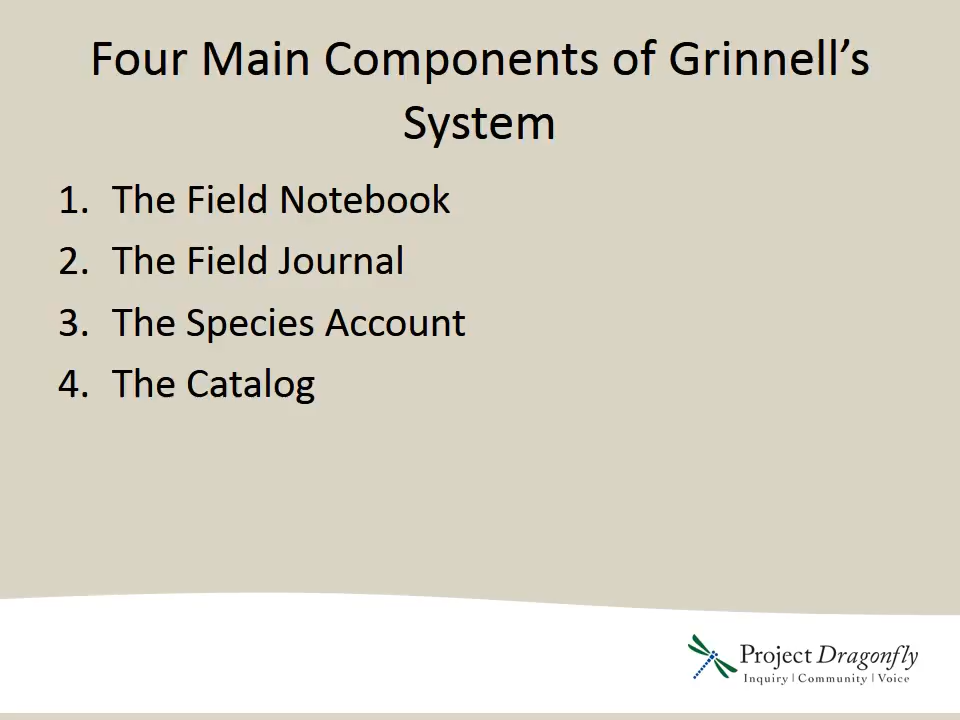 Four Main Components of Grinnell’s
System
1. The Field Notebook
2. The Field Journal
3. The Species Account
4. The Catalog
Project Dragonfly
Inquiry | Community | Voice